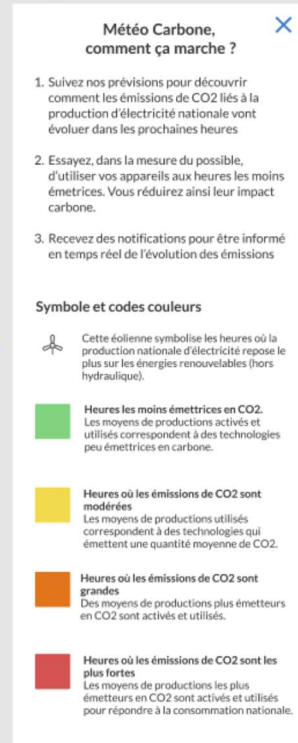 Météo Carbone,
comment ça marche ?
1. Suivez nos prévisions pour découvrir
comment les émissions de CO2 liés à la
production d'électricité nationale vont
évoluer dans les prochaines heures
2. Essayez, dans la mesure du possible,
d'utiliser vos appareils aux heures les moins
émetrices. Vous réduirez ainsi leur impact
carbone.
3. Recevez des notifications pour être informé
en temps réel de l'évolution des émissions
Symbole et codes couleurs
Cette éolienne symbolise les heures où la
production nationale d'électricité repose le
plus sur les énergies renouvelables (hors
hydraulique).
Heures les moins émettrices en CO2.
Les moyens de productions activés et
utilisés correspondent à des technologies
peu émettrices en carbone.
Heures où les émissions de CO2 sont
modérées
Les moyens de productions utilisés
correspondent à des technologies qui
émettent une quantité moyenne de CO2.
Heures où les émissions de CO2 sont
grandes
Des moyens de productions plus émetteurs
en CO2 sont activés et utilisés.
Heures où les émissions de CO2 sont les
plus fortes
Les moyens de productions les plus
émetteurs en CO2 sont activés et utilisés
pour répondre à la consommation nationale.